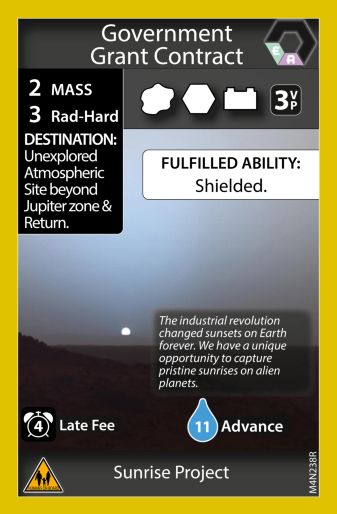 Government
Grant Contract
E A
2 MASS
3 Rad-Hard
3 VP
DESTINATION:
Unexplored
Atmospheric
Site beyond
Jupiter zone &
Return.
FULFILLED ABILITY:
Shielded.
The industrial revolution
changed sunsets on Earth
forever. We have a unique
opportunity to capture
pristine sunrises on alien
planets.
4 Late Fee
11 Advance
Sunrise Project
M4N238R